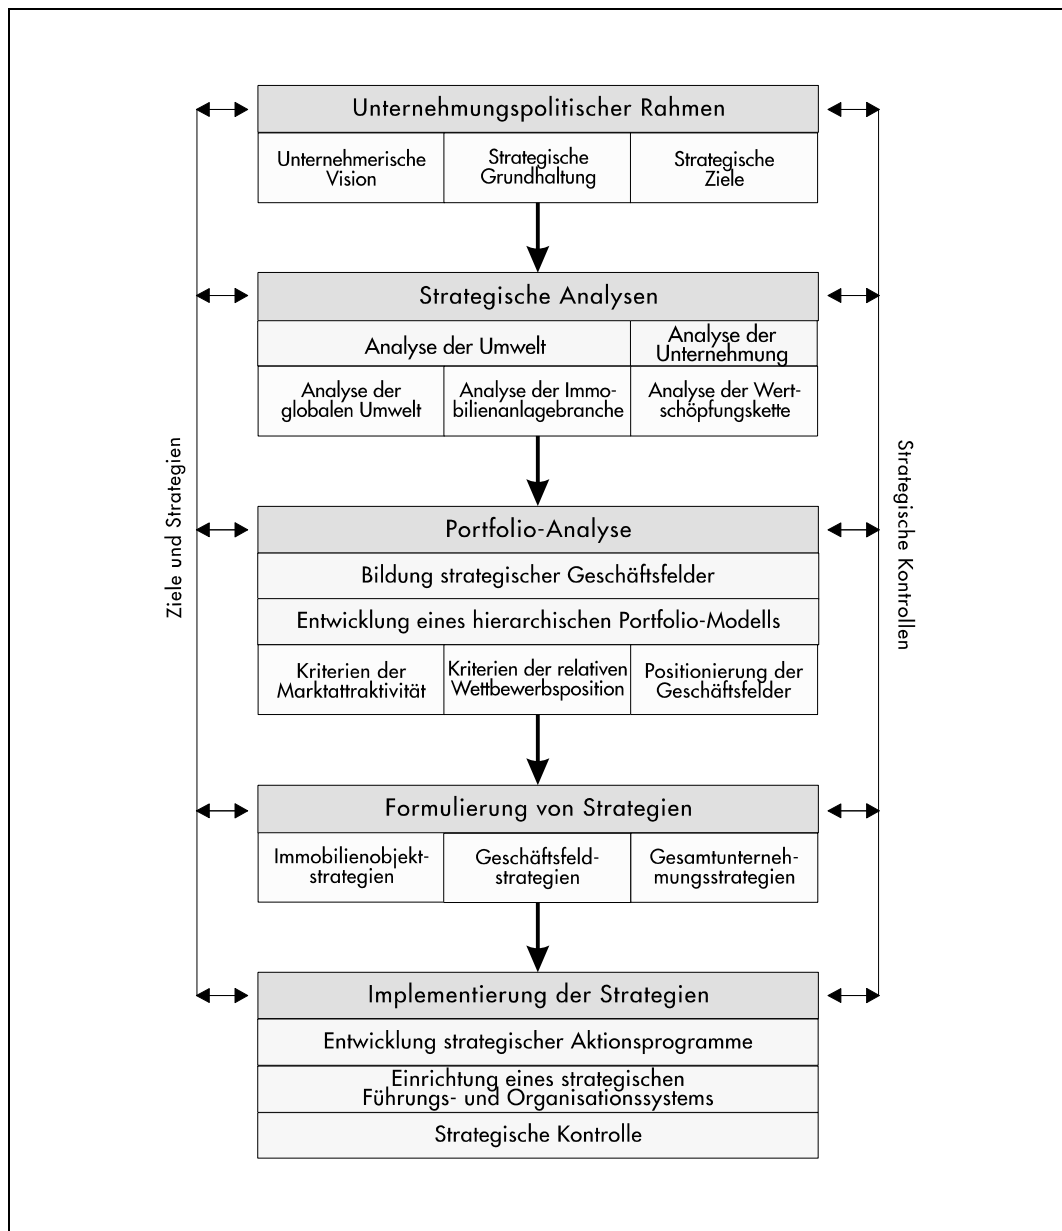 Unternehmungspolitischer Rahmen
Unternehmerische
Vision
Strategische
Grundhaltung
Strategische
Ziele
Strategische Analysen
Analyse der Umwelt
Analyse der
Unternehmung
Analyse der
globalen Umwelt
Analyse der Immo-
bilienanlagebranche
Analyse der Wert-
schöpfungskette
Portfolio-Analyse
Bildung strategischer Geschäftsfelder
Entwicklung eines hierarchischen Portfolio-Modells
Kriterien der
Marktattraktivität
Kriterien der relativen
Wettbewerbsposition
Positionierung der
Geschäftsfelder
Formulierung von Strategien
Immobilienobjekt-
strategien
Geschäftsfeld-
strategien
Gesamtunterneh-
mungsstrategien
Implementierung der Strategien
Entwicklung strategischer Aktionsprogramme
Einrichtung eines strategischen
Führungs- und Organisationssystems
Strategische Kontrolle
Ziele und Strategien
Strategische Kontrollen